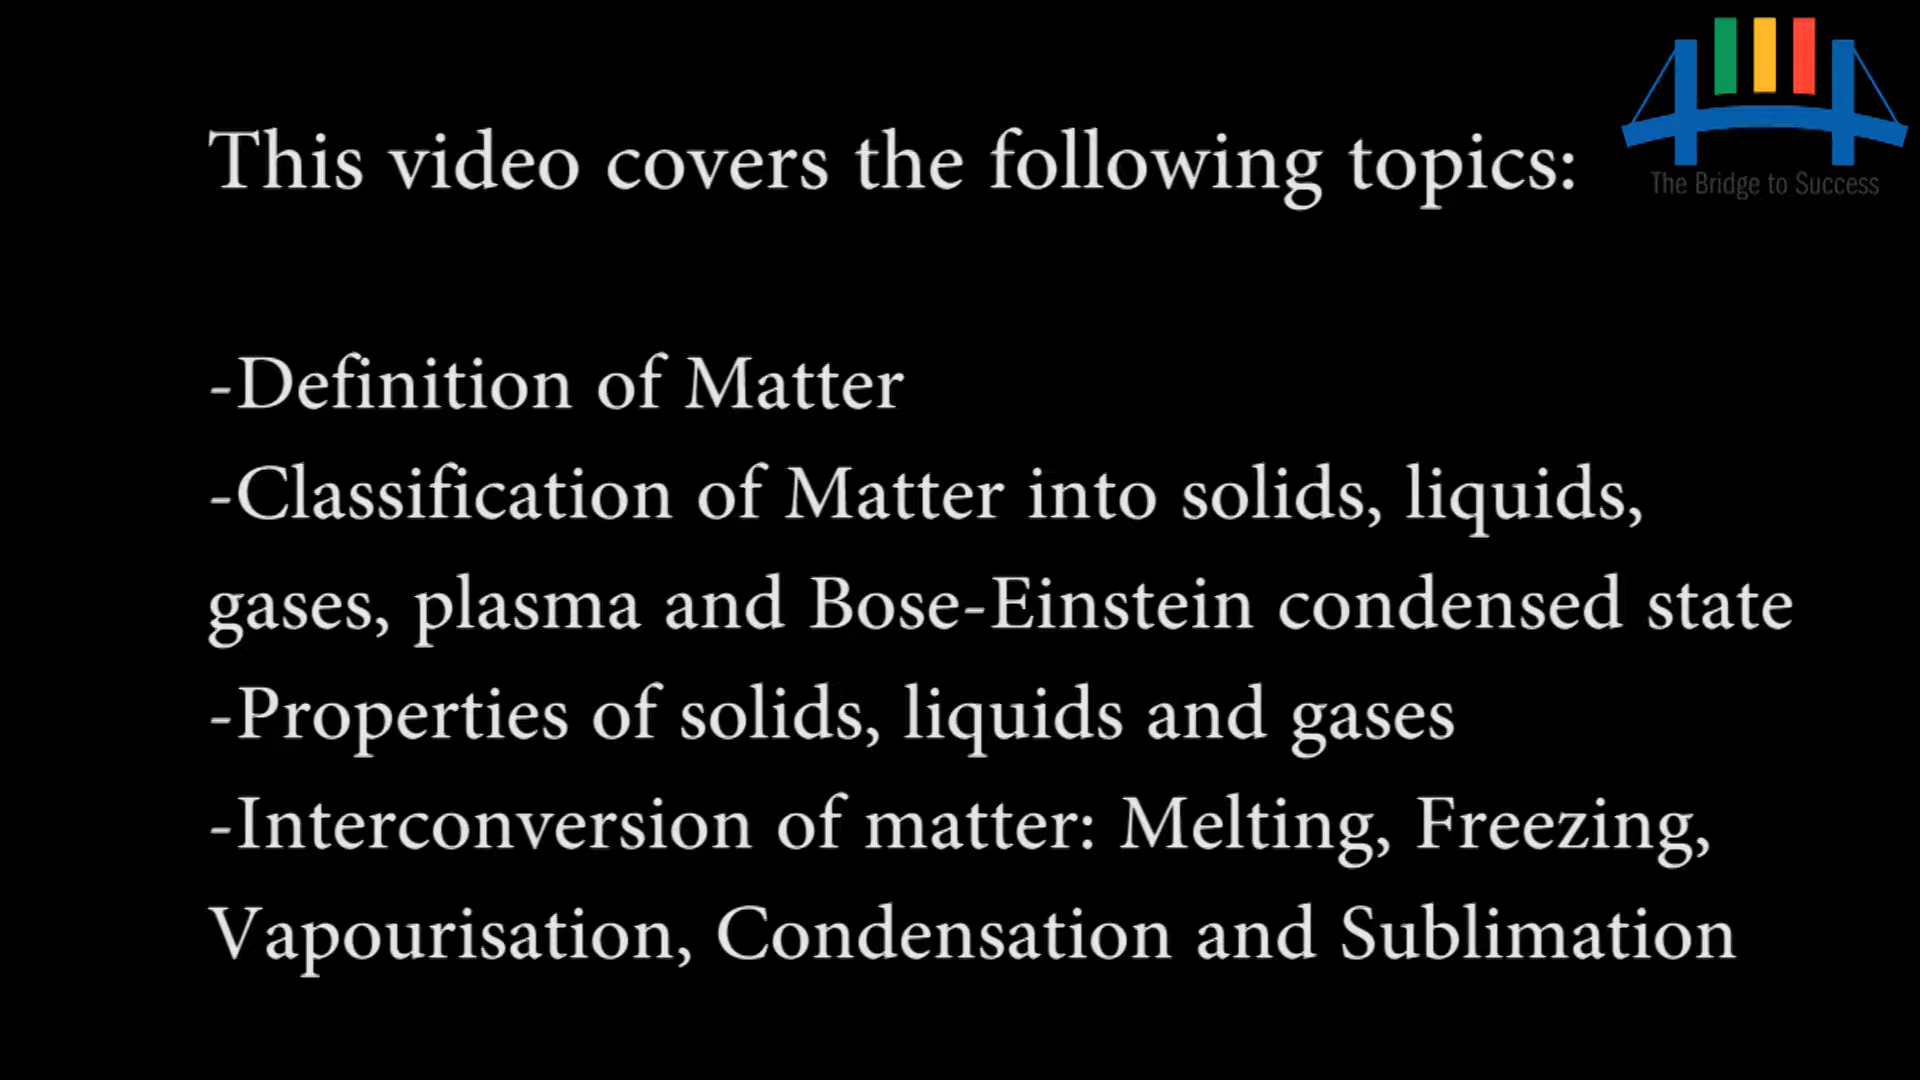 This video covers the following topics:
The Bridge to Success
-Definition of Matter
-Classification of Matter into solids, liquids,
gases, plasma and Bose-Einstein condensed state
-Properties of solids, liquids and gases
-Interconversion of matter: Melting, Freezing,
Vapourisation, Condensation and Sublimation